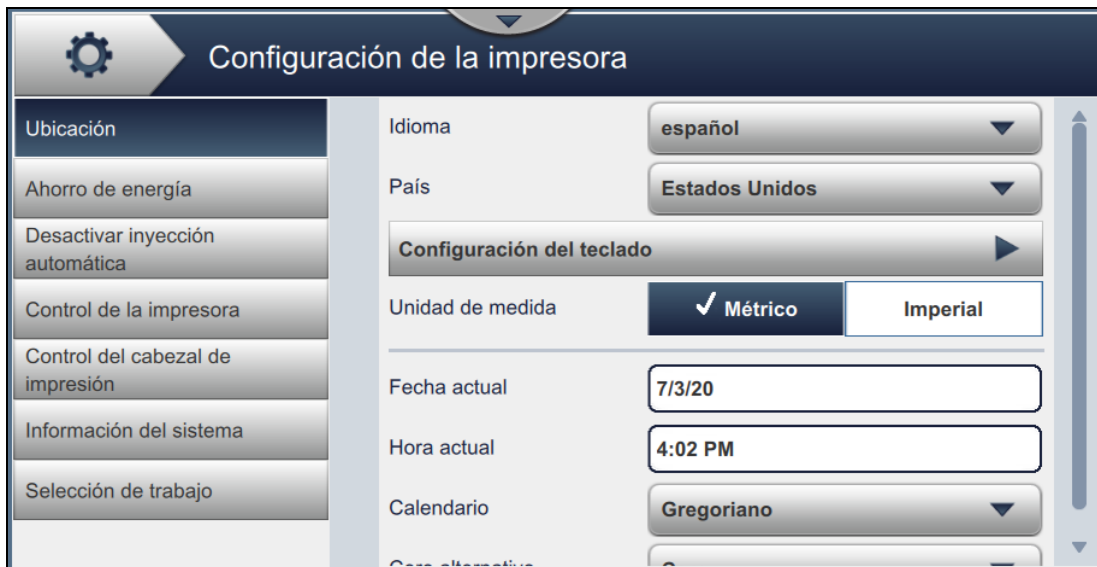 Configuración de la impresora
Ubicación
Ahorro de energía
Desactivar inyección
automática
Control de la impresora
Control del cabezal de
impresión
Información del sistema
Selección de trabajo
Idioma
español
País
Estados Unidos
Configuración del teclado
Unidad de medida
Métrico
Imperial
Fecha actual
7/3/20
Hora actual
4:02 PM
Calendario
Gregoriano